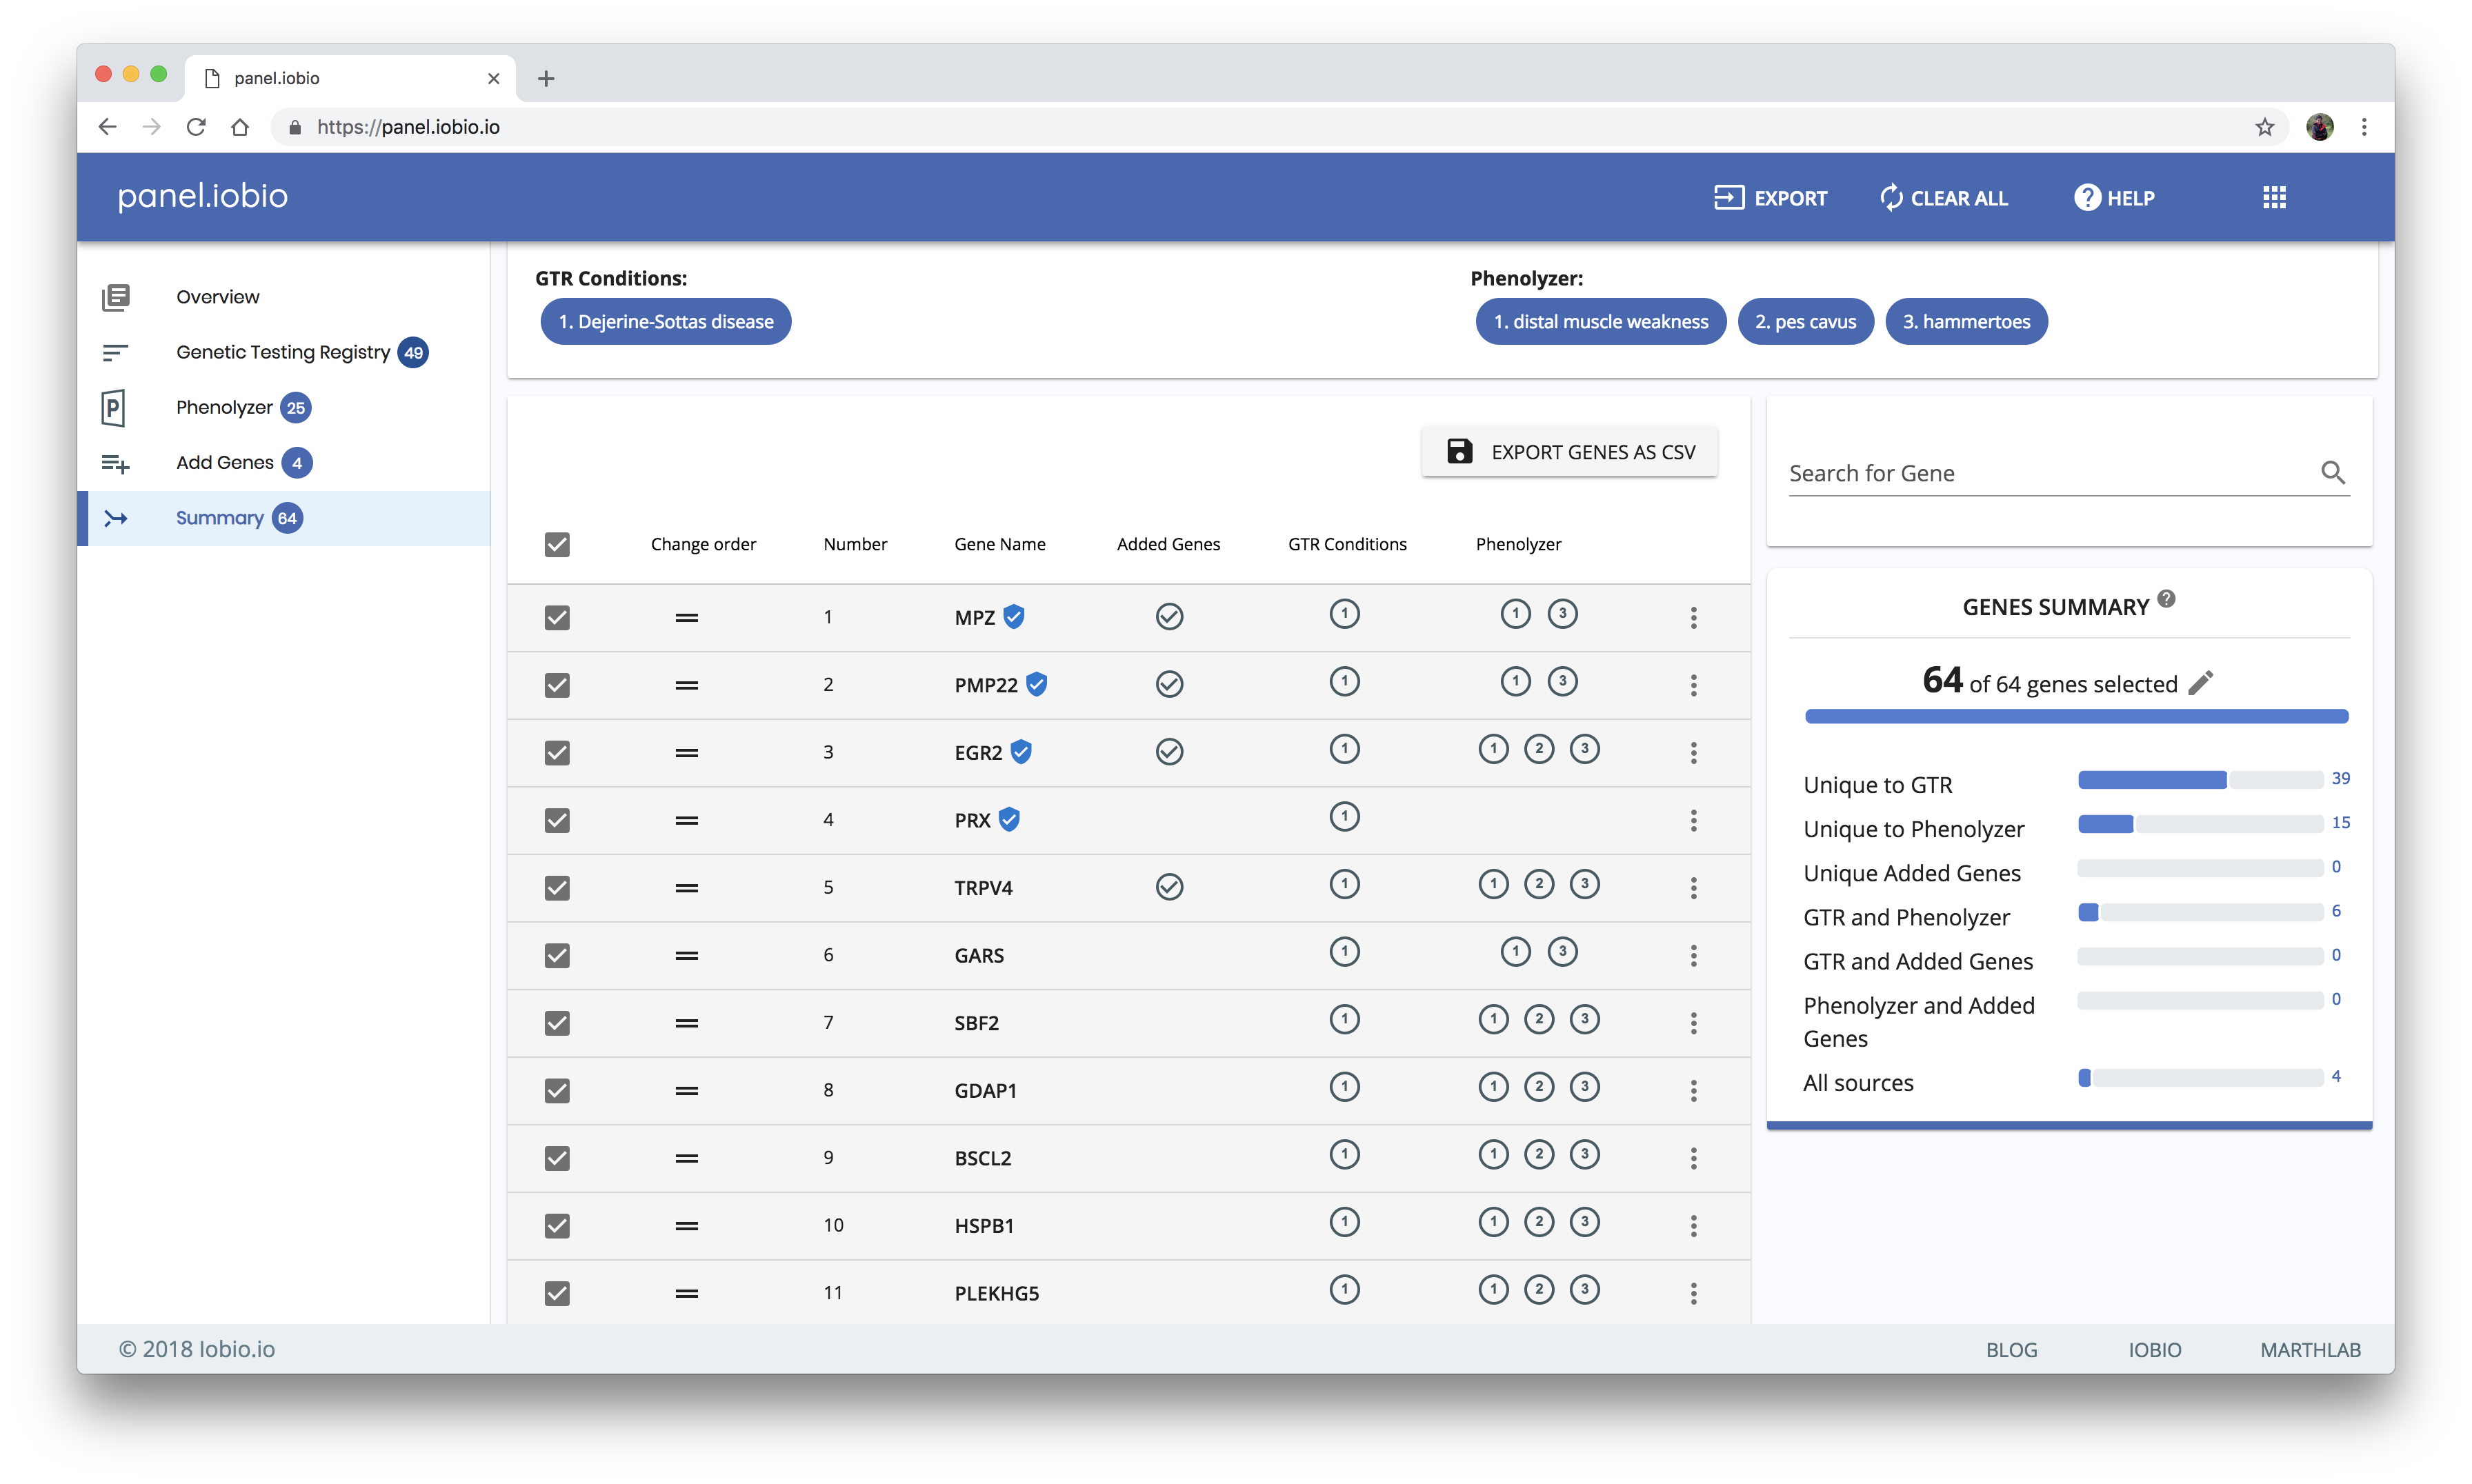 panel.iobio
https://panel.iobio.io
panel.iobio
EXPORT
CLEAR ALL
? HELP
Overview
Genetic Testing Registry 49
P Phenolyzer 25
Add Genes 4
Summary 64
GTR Conditions:
1. Dejerine-Sottas disease
Phenolyzer:
1. distal muscle weakness 2. pes cavus 3. hammertoes
EXPORT GENES AS CSV
Change order Number Gene Name Added Genes GTR Conditions Phenolyzer
1 MPZ 1 1 3
2 PMP22 1 1 3
3 EGR2 1 1 2 3
4 PRX 1
5 TRPV4 1 1 2 3
6 GARS 1 1 3
7 SBF2 1 1 2 3
8 GDAP1 1 1 2 3
9 BSCL2 1 1 2 3
10 HSPB1 1 1 2 3
11 PLEKHG5 1 1 2 3
Search for Gene
GENES SUMMARY ?
64 of 64 genes selected
Unique to GTR 39
Unique to Phenolyzer 15
Unique Added Genes 0
GTR and Phenolyzer 6
GTR and Added Genes 0
Phenolyzer and Added 0
Genes
All sources 4
© 2018 Iobio.io
BLOG IOBIO MARTHLAB